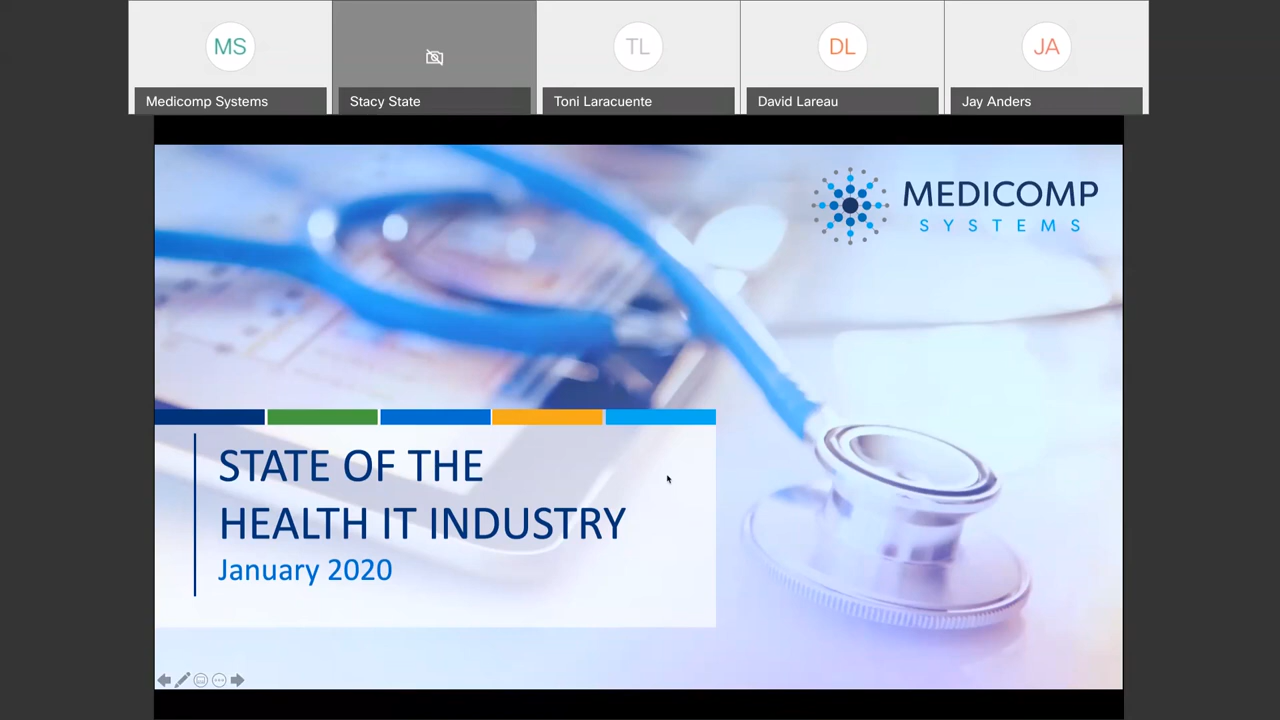 MS
TL
DL
JA
Medicomp Systems
Stacy State
Toni Laracuente
David Lareau
Jay Anders
MEDICOMP
SYSTEMS
STATE OF THE
HEALTH IT INDUSTRY
January 2020